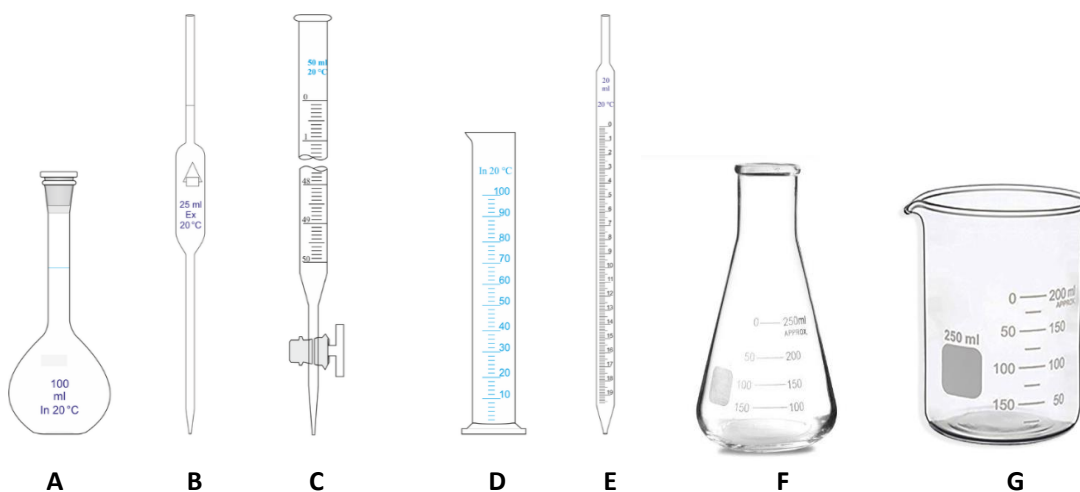 100
ml
In 20 °C
25 ml
Ex
20 °C
50 ml
20 °C
0
1
48
49
50
In 20 °C
100
90
80
70
60
50
40
30
20
10
20
ml
20 °C
0
1
2
3
4
5
6
7
8
9
10
11
12
13
14
15
16
17
18
19
0 250ml
APPROX.
50 200
100 150
150 100
250 ml
0 200 ml
APPROX.
50 150
100 100
150 50
A B C D E F G